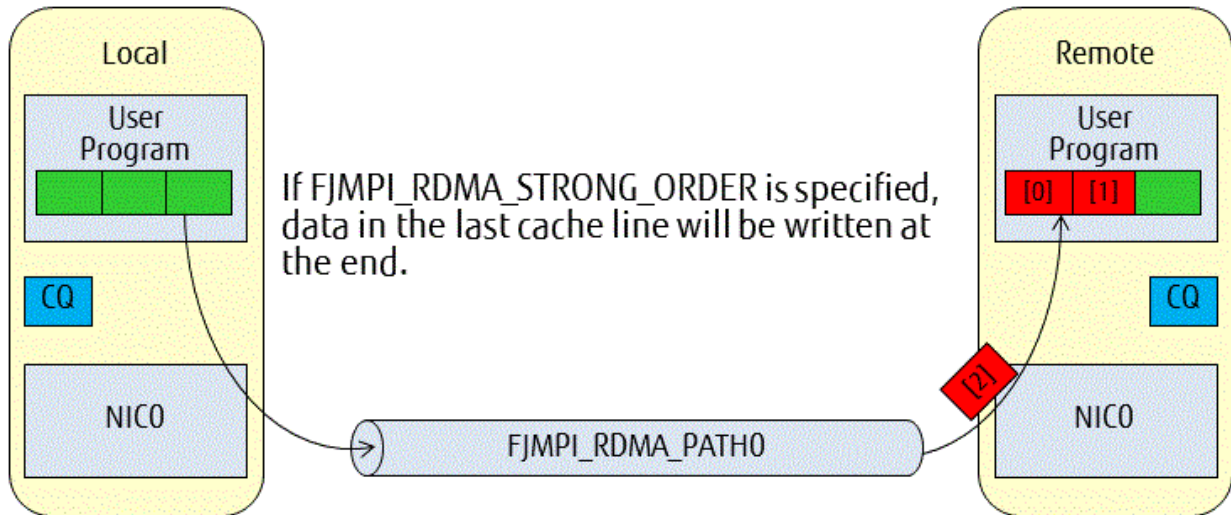 Local
User
Program
CQ
NIC0
If FJMPI_RDMA_STRONG_ORDER is specified,
data in the last cache line will be written at
the end.
FJMPI_RDMA_PATH0
[2]
Remote
User
Program
[0] [1]
CQ
NIC0